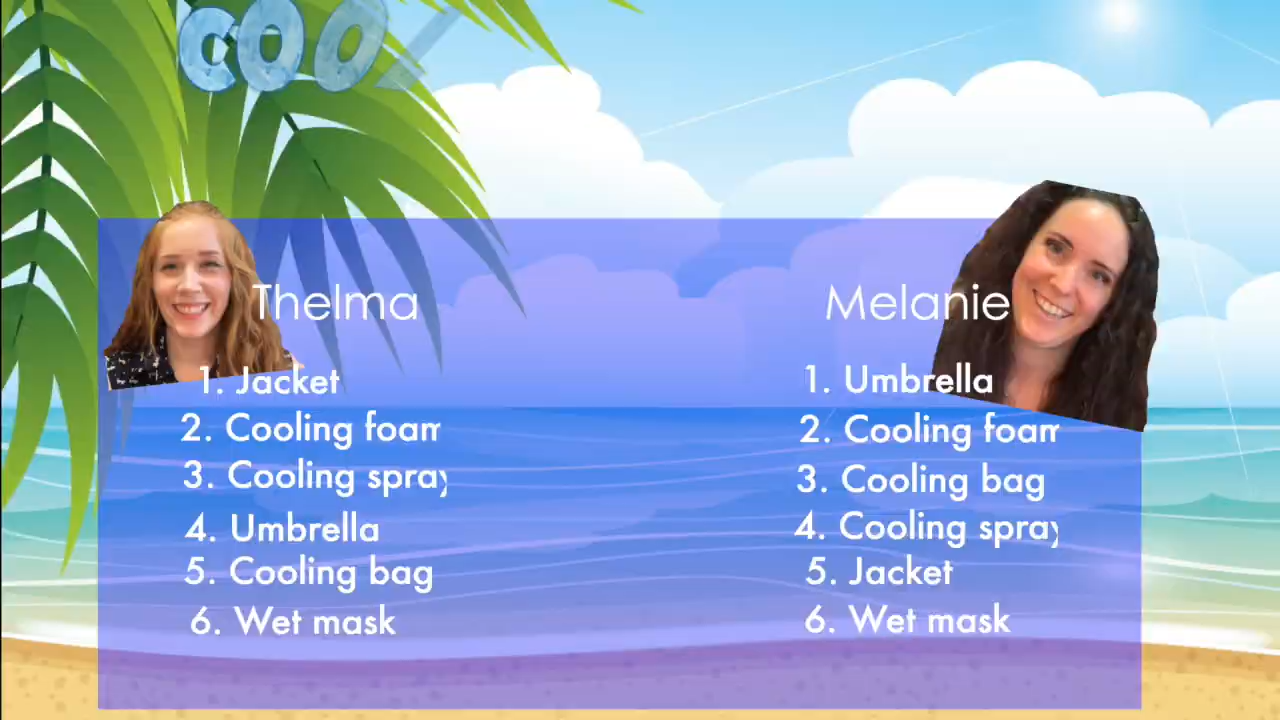 COOL
Thelma
1. Jacket
2. Cooling foam
3. Cooling spray
4. Umbrella
5. Cooling bag
6. Wet mask
Melanie
1. Umbrella
2. Cooling foam
3. Cooling bag
4. Cooling spray
5. Jacket
6. Wet mask